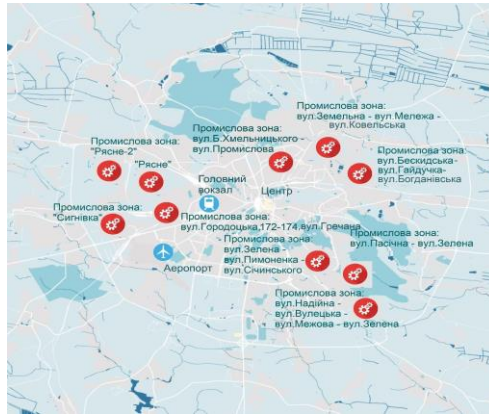 Промислова зона:
вул.Земельна - вул.Мележа -
вул.Ковельська
Промислова зона:
вул.Б.Хмельницького -
вул.Промислова
Промислова зона:
"Рясне-2"
"Рясне"
Промислова зона:
вул.Бескидська-
вул.Гайдучка-
вул.Богданівська
Головний
вокзал
Центр
Промислова зона:
"Сигнівка"
Промислова зона:
вул.Городоцька,172-174.вул.Гречана
Промислова зона:
вул.Пасічна - вул.Зелена
Промислова зона:
вул.Зелена -
вул.Пимоненка -
вул.Січинського
Аеропорт
Промислова зона:
вул.Надійна -
вул.Вулецька -
вул.Межова - вул.Зелена